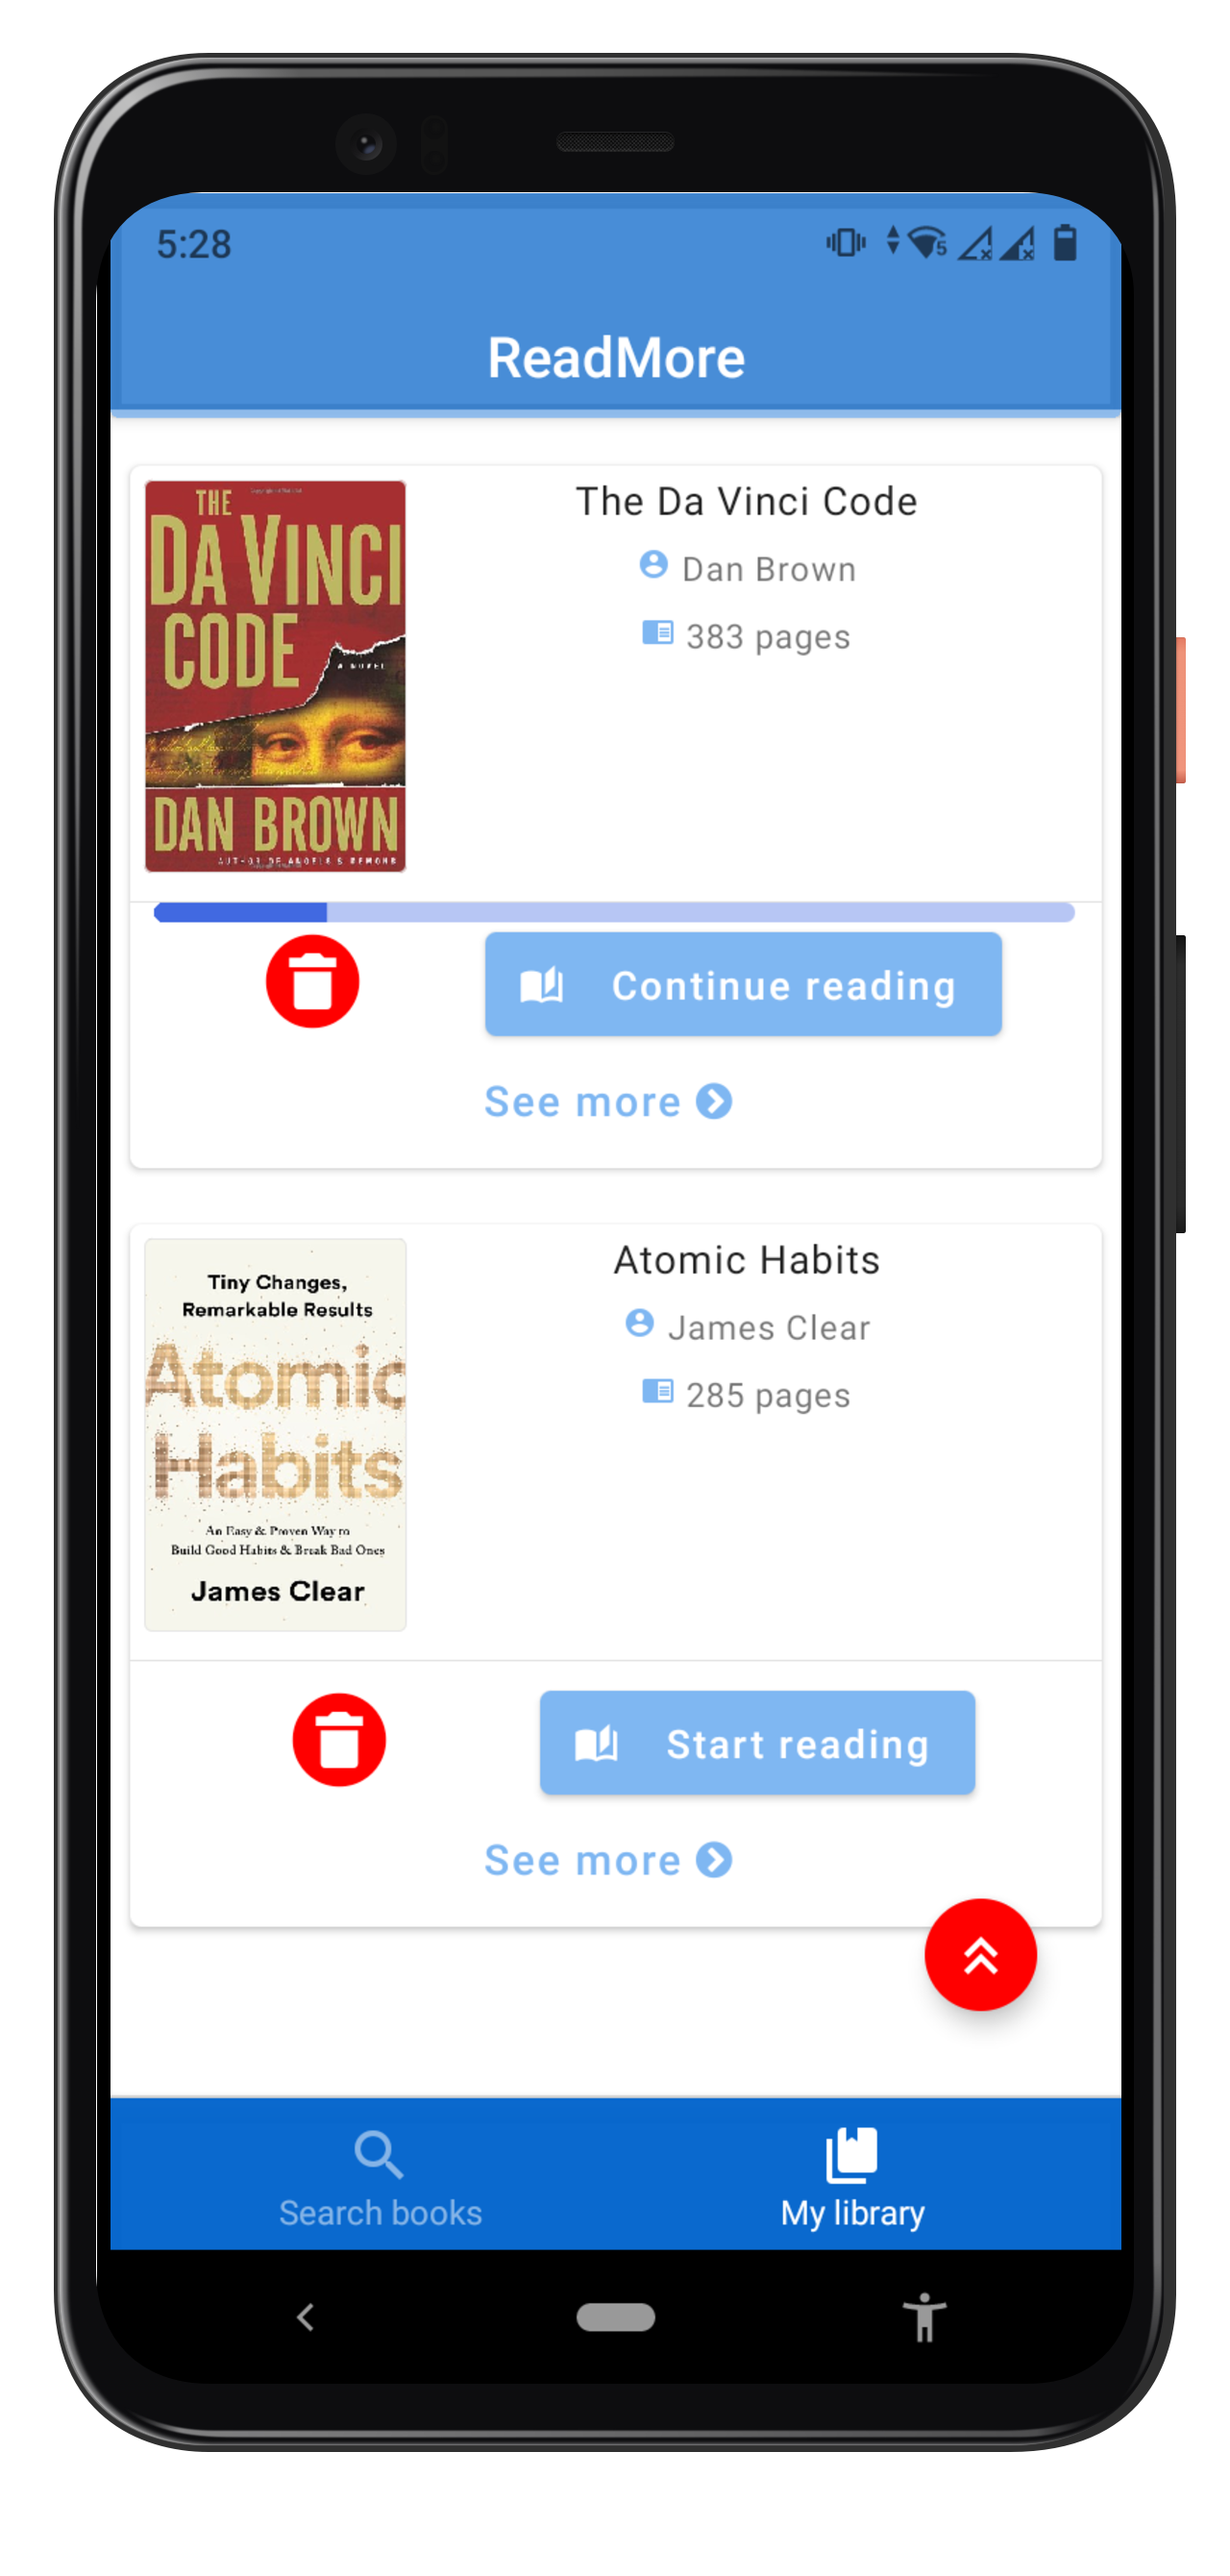 5:28
5
ReadMore
THE
DA VINCI
CODE
A NOVEL
DAN BROWN
AUTHOR OF ANGELS & DEMONS
The Da Vinci Code
Dan Brown
383 pages
Continue reading
See more
Tiny Changes,
Remarkable Results
Atomic
Habits
An Easy & Proven Way to
Build Good Habits & Break Bad Ones
James Clear
Atomic Habits
James Clear
285 pages
Start reading
See more
Search books
My library